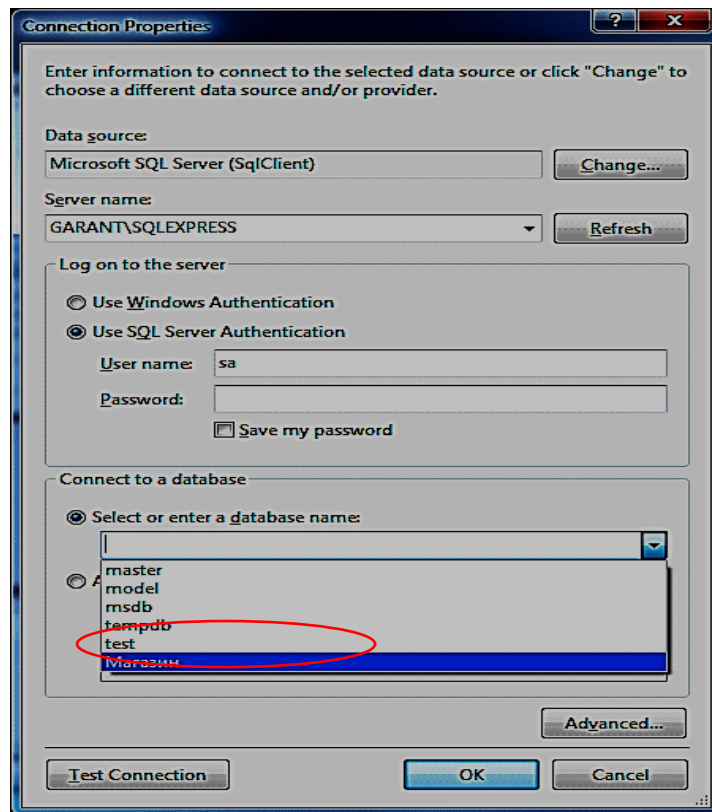 Connection Properties
Enter information to connect to the selected data source or click "Change" to
choose a different data source and/or provider.
Data source:
Microsoft SQL Server (SqlClient)
Change...
Server name:
GARANT\SQLEXPRESS
Refresh
Log on to the server
Use Windows Authentication
Use SQL Server Authentication
User name:
sa
Password:
Save my password
Connect to a database
Select or enter a database name:
master
model
msdb
tempdb
test
Магазин
Advanced...
Test Connection
OK
Cancel